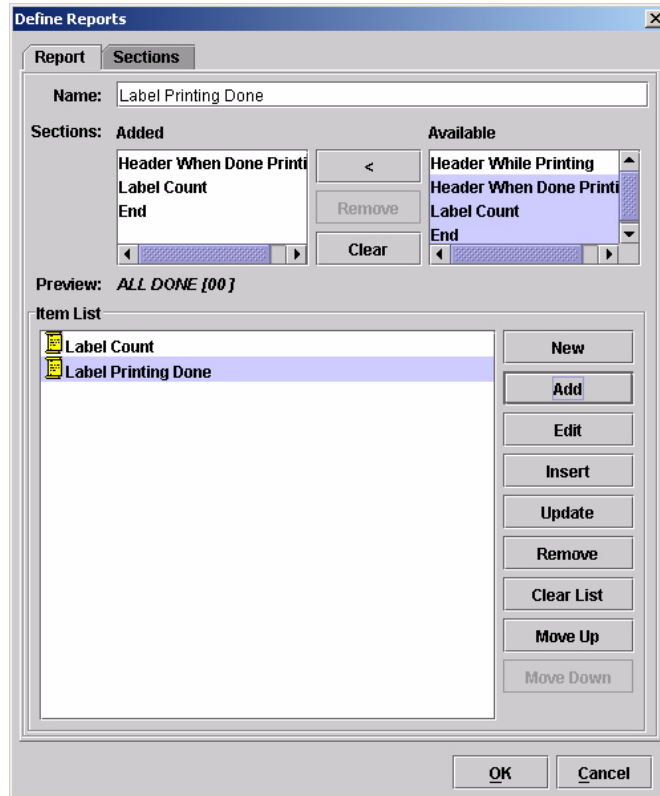 Define Reports
Report Sections
Name: Label Printing Done
Sections: Added Available
Header When Done Printi
Label Count
End
<
Remove
Clear
Header While Printing
Header When Done Printi
Label Count
End
Preview: ALL DONE [00 ]
Item List
Label Count
Label Printing Done
New
Add
Edit
Insert
Update
Remove
Clear List
Move Up
Move Down
OK Cancel